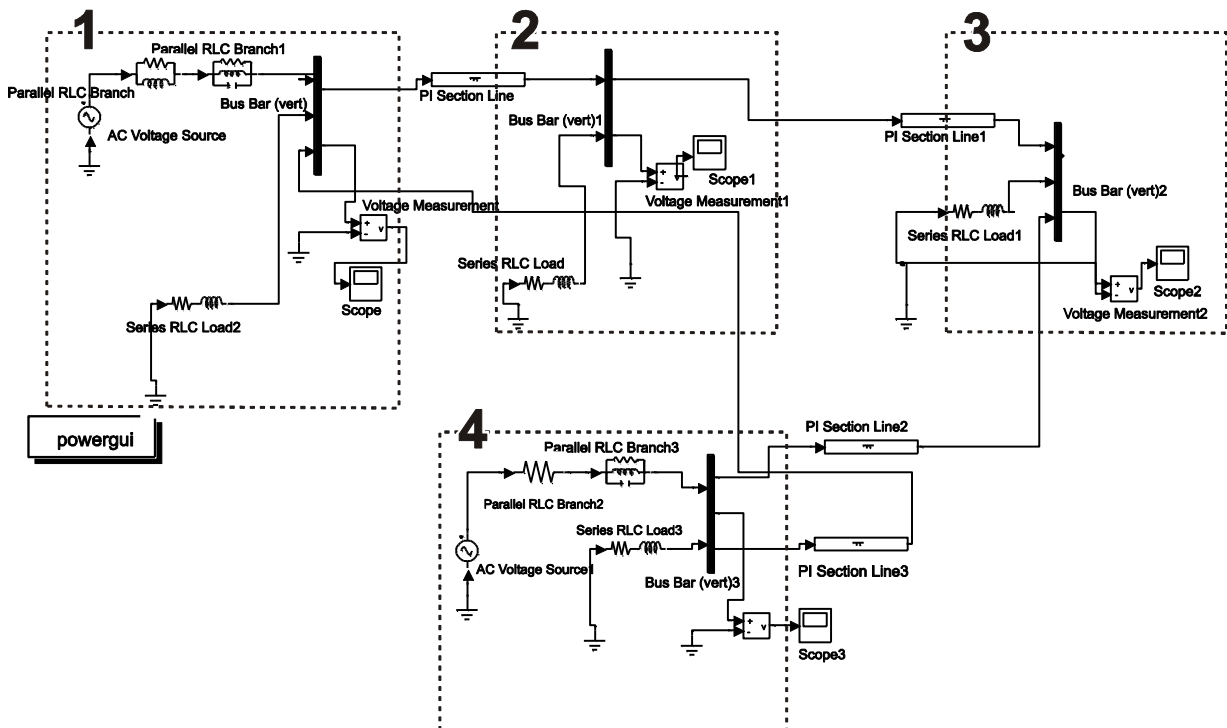 1
Parallel RLC Branch1
Parallel RLC Branch
Bus Bar (vert)
AC Voltage Source
Voltage Measurement
+
-
v
Scope
Series RLC Load2
powergui
PI Section Line
2
Bus Bar (vert)1
+
-
Scope1
Voltage Measurement1
Series RLC Load
3
PI Section Line1
Bus Bar (vert)2
Series RLC Load1
+
-
v
Scope2
Voltage Measurement2
4
Parallel RLC Branch3
Parallel RLC Branch2
Series RLC Load3
AC Voltage Source1
Bus Bar (vert)3
+
-
v
Scope3
PI Section Line2
PI Section Line3